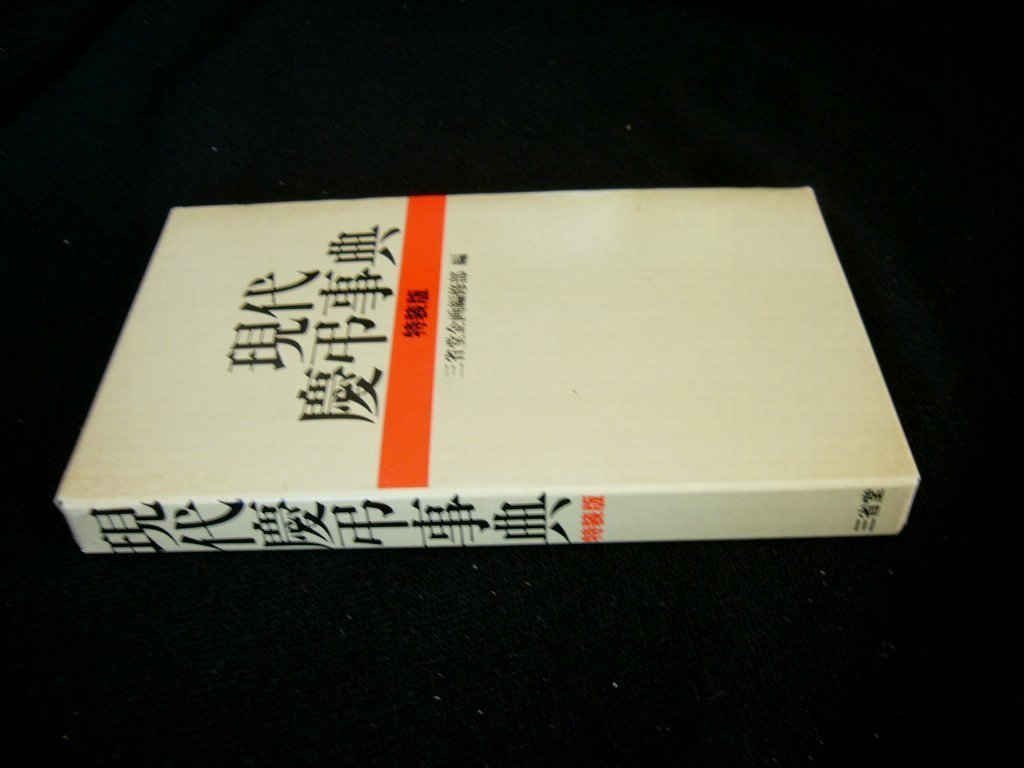 現代
慶弔事典
特装版
三省堂企画編修部 編
現代慶弔事典
特装版
三省堂